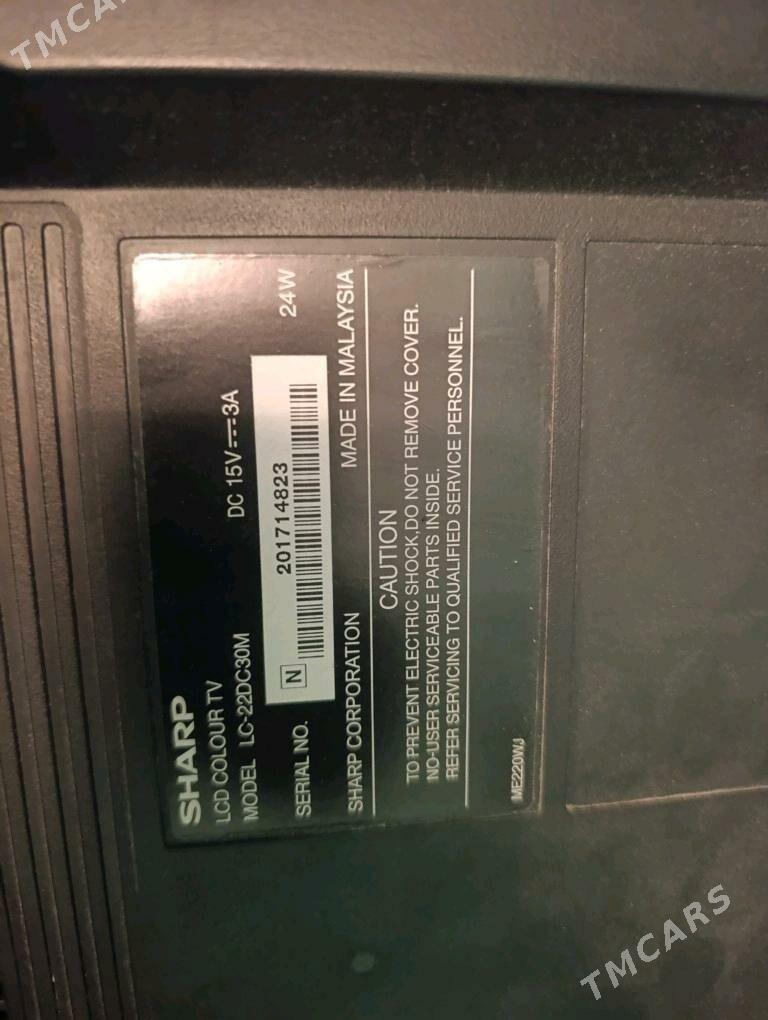 TMCARS
SHARP
LCD COLOUR TV
MODEL LC-22DC30M DC 15V⎓3A
N 201714823
SERIAL NO. 24W
SHARP CORPORATION MADE IN MALAYSIA
CAUTION
TO PREVENT ELECTRIC SHOCK,DO NOT REMOVE COVER.
NO-USER SERVICEABLE PARTS INSIDE.
REFER SERVICING TO QUALIFIED SERVICE PERSONNEL.
ME220WJ
TMCARS